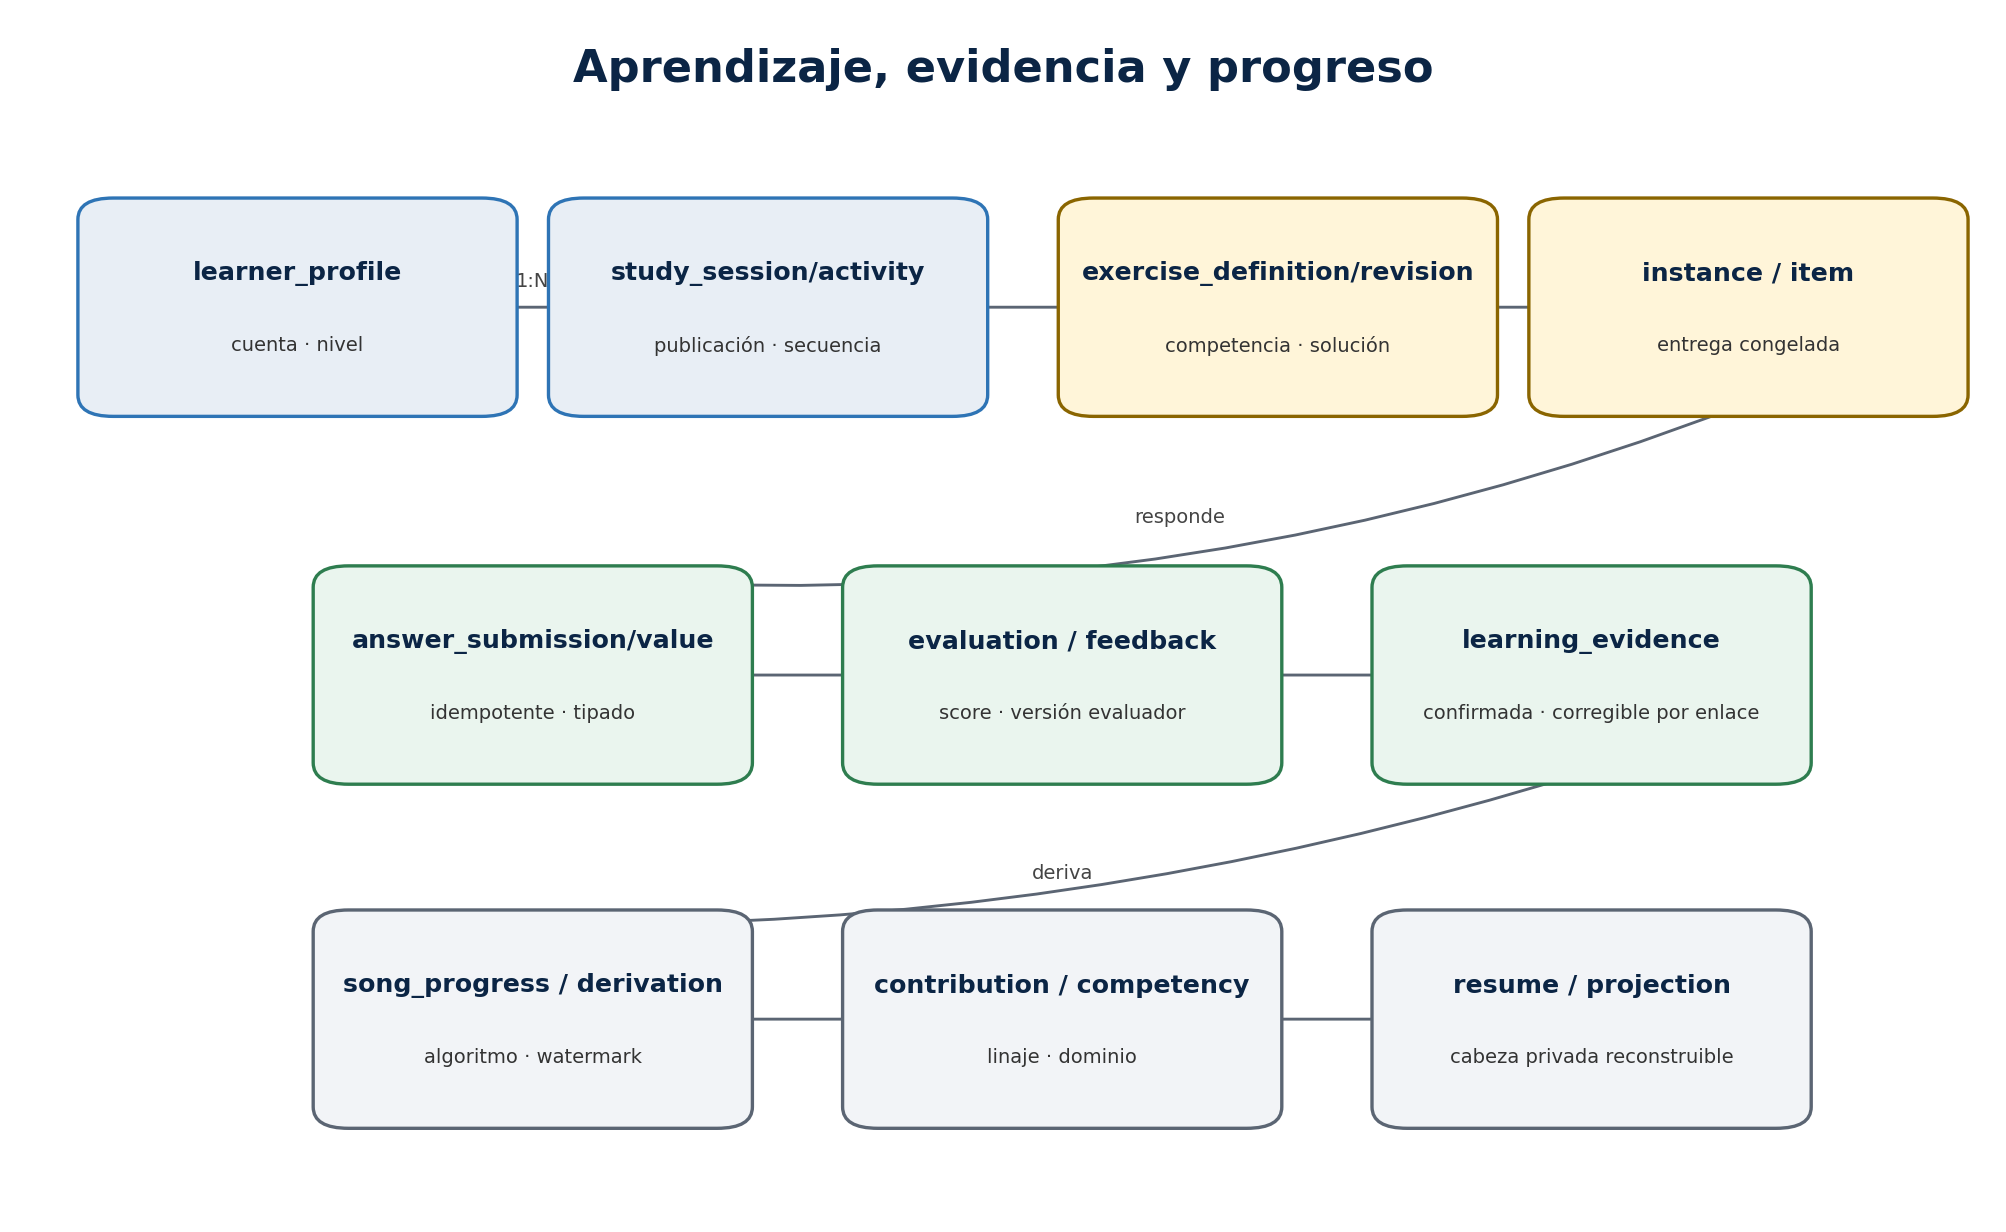 Aprendizaje, evidencia y progreso
learner_profile
cuenta · nivel
1:N
study_session/activity
publicación · secuencia
exercise_definition/revision
competencia · solución
instance / item
entrega congelada
responde
answer_submission/value
idempotente · tipado
evaluation / feedback
score · versión evaluador
learning_evidence
confirmada · corregible por enlace
deriva
song_progress / derivation
algoritmo · watermark
contribution / competency
linaje · dominio
resume / projection
cabeza privada reconstruible